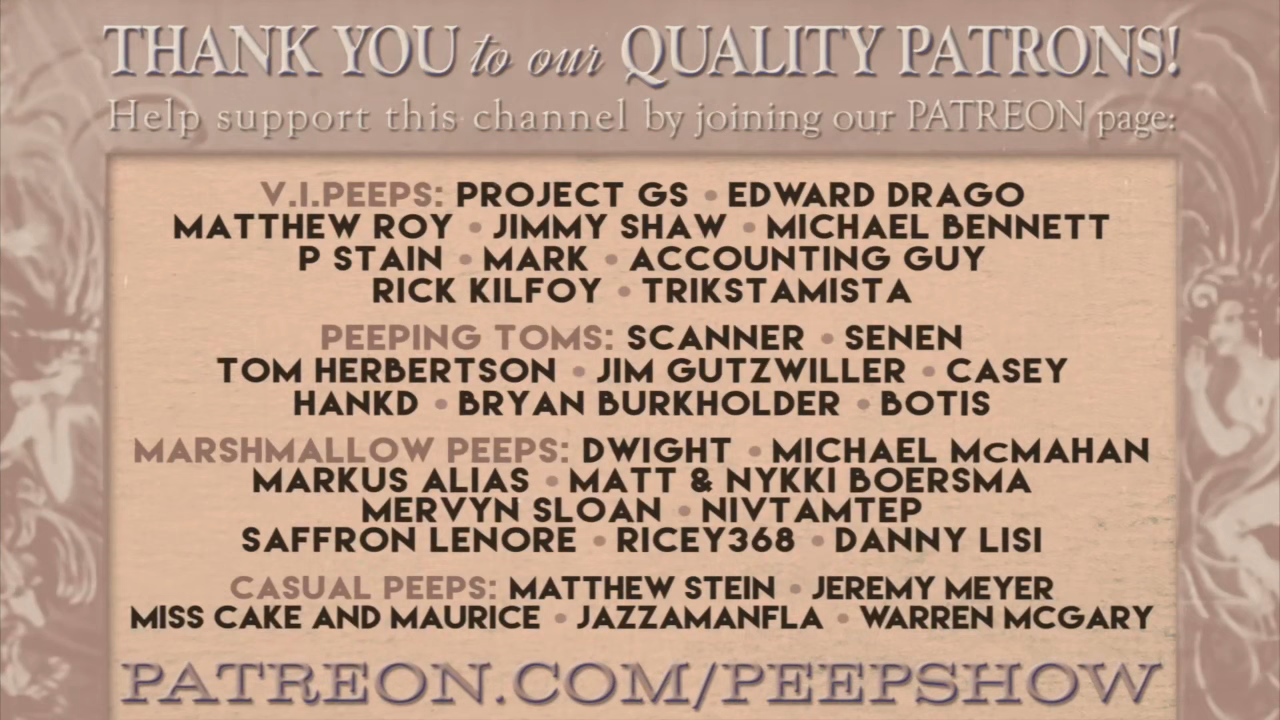 THANK YOU to our QUALITY PATRONS!
Help support this channel by joining our PATREON page:
V.I.PEEPS: PROJECT GS • EDWARD DRAGO
MATTHEW ROY • JIMMY SHAW • MICHAEL BENNETT
P STAIN • MARK • ACCOUNTING GUY
RICK KILFOY • TRIKSTAMISTA
PEEPING TOMS: SCANNER • SENEN
TOM HERBERTSON • JIM GUTZWILLER • CASEY
HANKD • BRYAN BURKHOLDER • BOTIS
MARSHMALLOW PEEPS: DWIGHT • MICHAEL McMAHAN
MARKUS ALIAS • MATT & NYKKI BOERSMA
MERVYN SLOAN • NIVTAMTEP
SAFFRON LENORE • RICEY368 • DANNY LISI
CASUAL PEEPS: MATTHEW STEIN • JEREMY MEYER
MISS CAKE AND MAURICE • JAZZAMANFLA • WARREN MCGARY
PATREON.COM/PEEPSHOW